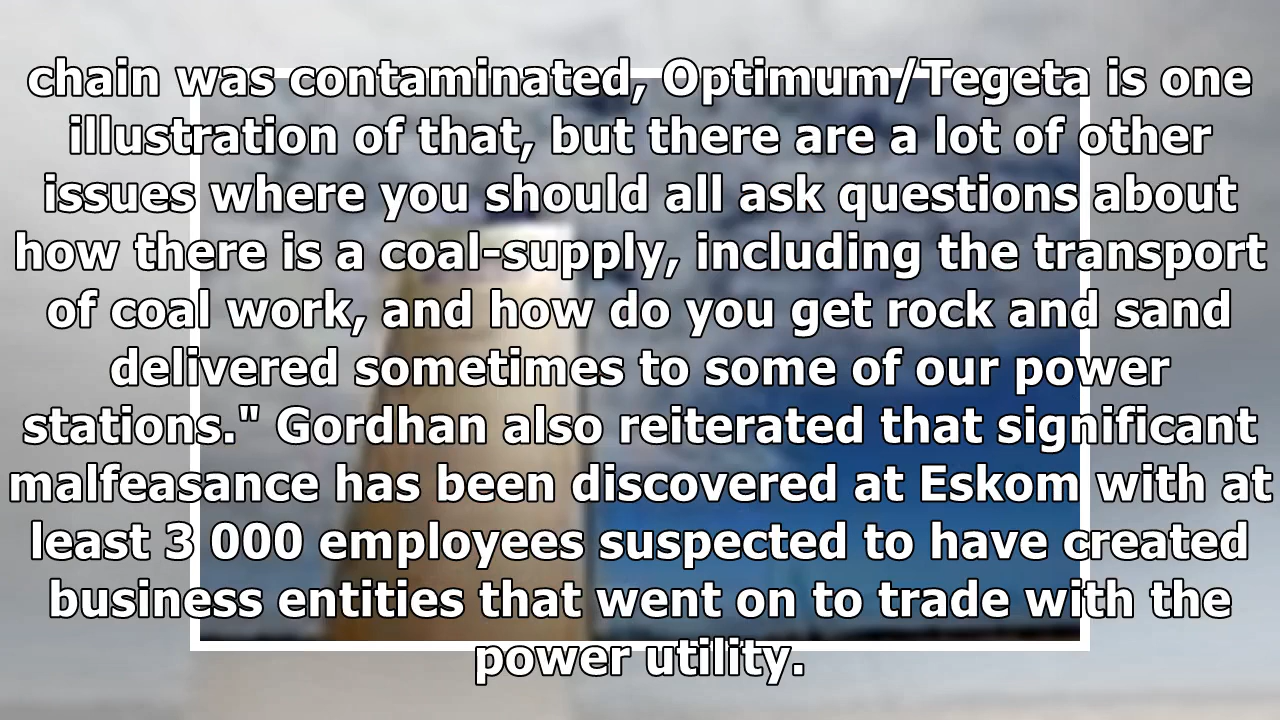 chain was contaminated, Optimum/Tegeta is one
illustration of that, but there are a lot of other
issues where you should all ask questions about
how there is a coal-supply, including the transport
of coal work, and how do you get rock and sand
delivered sometimes to some of our power
stations." Gordhan also reiterated that significant
malfeasance has been discovered at Eskom with at
least 3 000 employees suspected to have created
business entities that went on to trade with the
power utility.